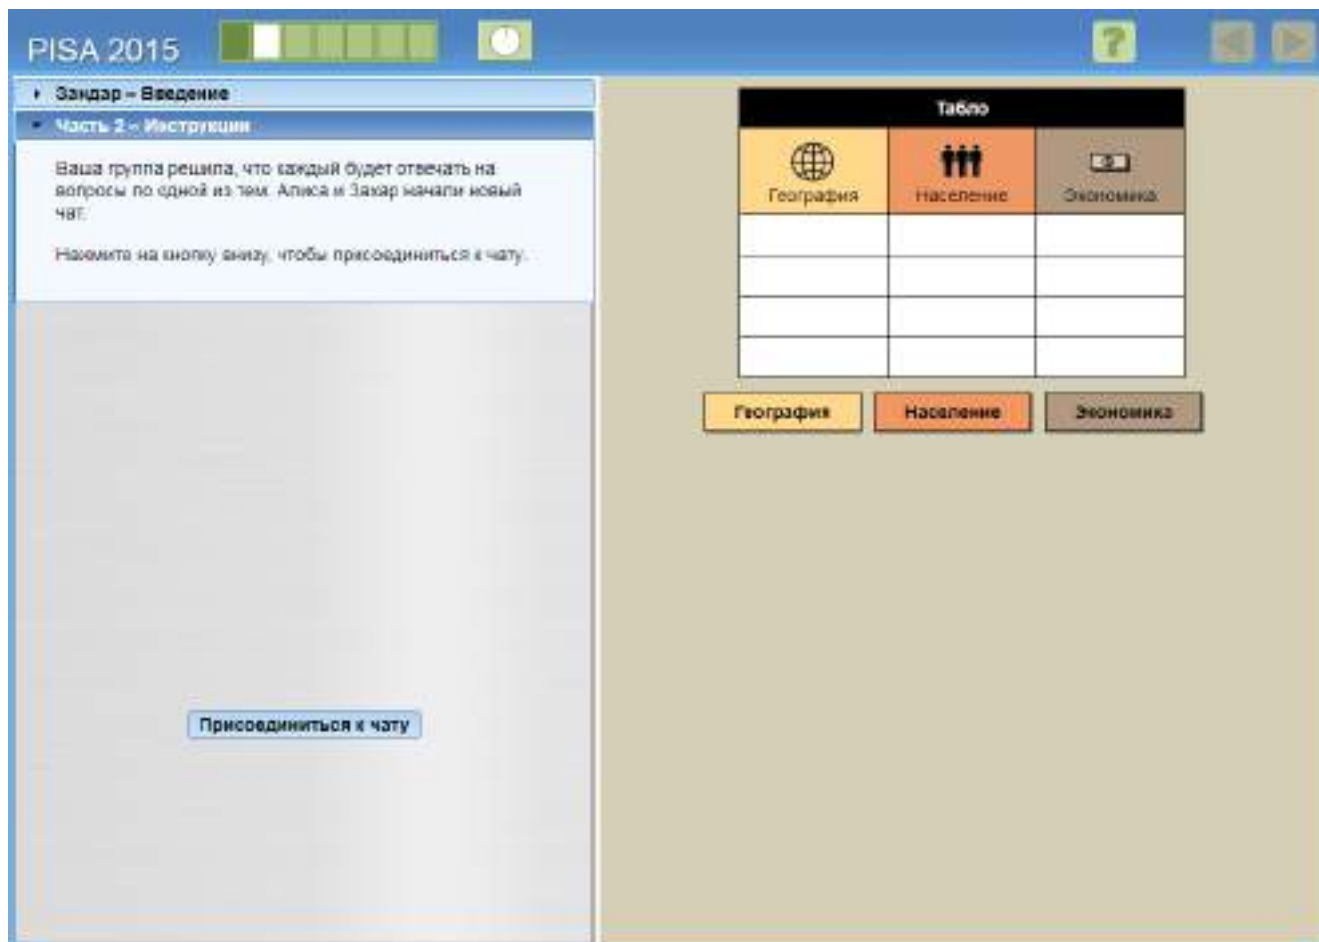 PISA 2015
?
Зандар – Введение
Часть 2 – Инструкции
Ваша группа решила, что каждый будет отвечать на
вопросы по одной из тем. Алиса и Захар начали новый
чат.
Нажмите на кнопку внизу, чтобы присоединиться к чату.
Присоединиться к чату
Табло
География Население Экономика
География Население Экономика